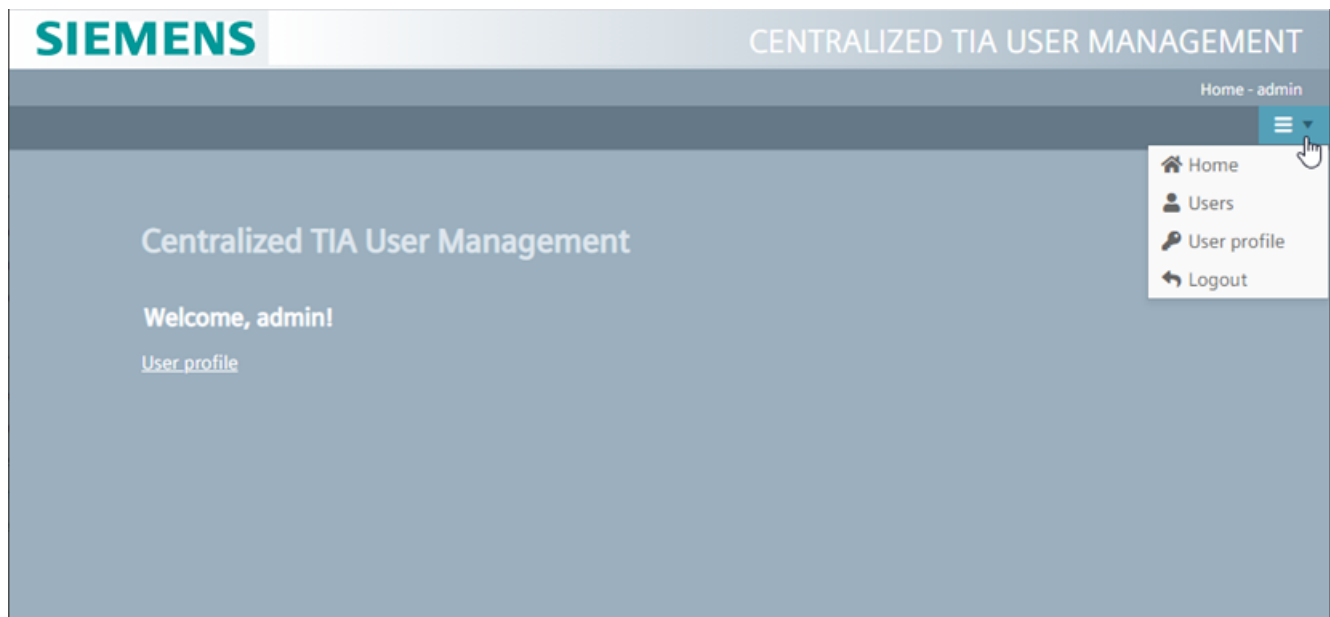 SIEMENS
CENTRALIZED TIA USER MANAGEMENT
Home - admin
Home
Users
User profile
Logout
Centralized TIA User Management
Welcome, admin!
User profile